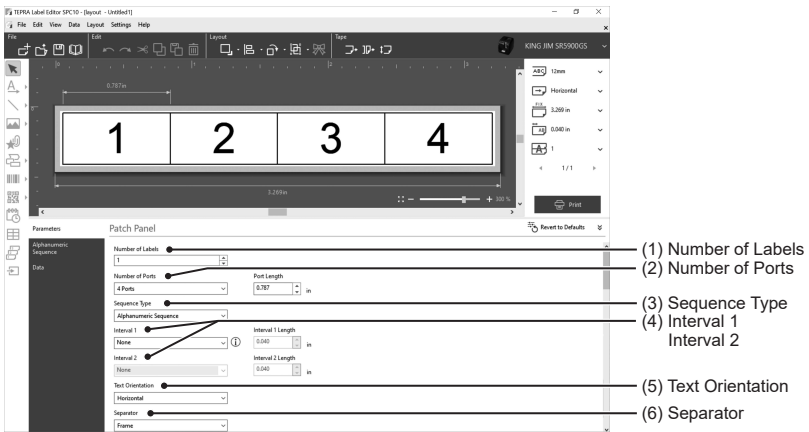 TEPRA Label Editor SPC10 - [layout - Untitled1]
File Edit View Data Layout Settings Help
File Edit Layout Tape
KING JIM SR5900GS
0.787in
1 2 3 4
3.269in
300 %
ABC 12mm
Horizontal
3.269 in
0.040 in
1
1/1
Print
Parameters
Alphanumeric
Sequence
Data
Patch Panel
Revert to Defaults
Number of Labels
1
Number of Ports Port Length
4 Ports 0.787 in
Sequence Type
Alphanumeric Sequence
Interval 1 Interval 1 Length
None 0.040 in
Interval 2 Interval 2 Length
None 0.040 in
Text Orientation
Horizontal
Separator
Frame
(1) Number of Labels
(2) Number of Ports
(3) Sequence Type
(4) Interval 1
Interval 2
(5) Text Orientation
(6) Separator